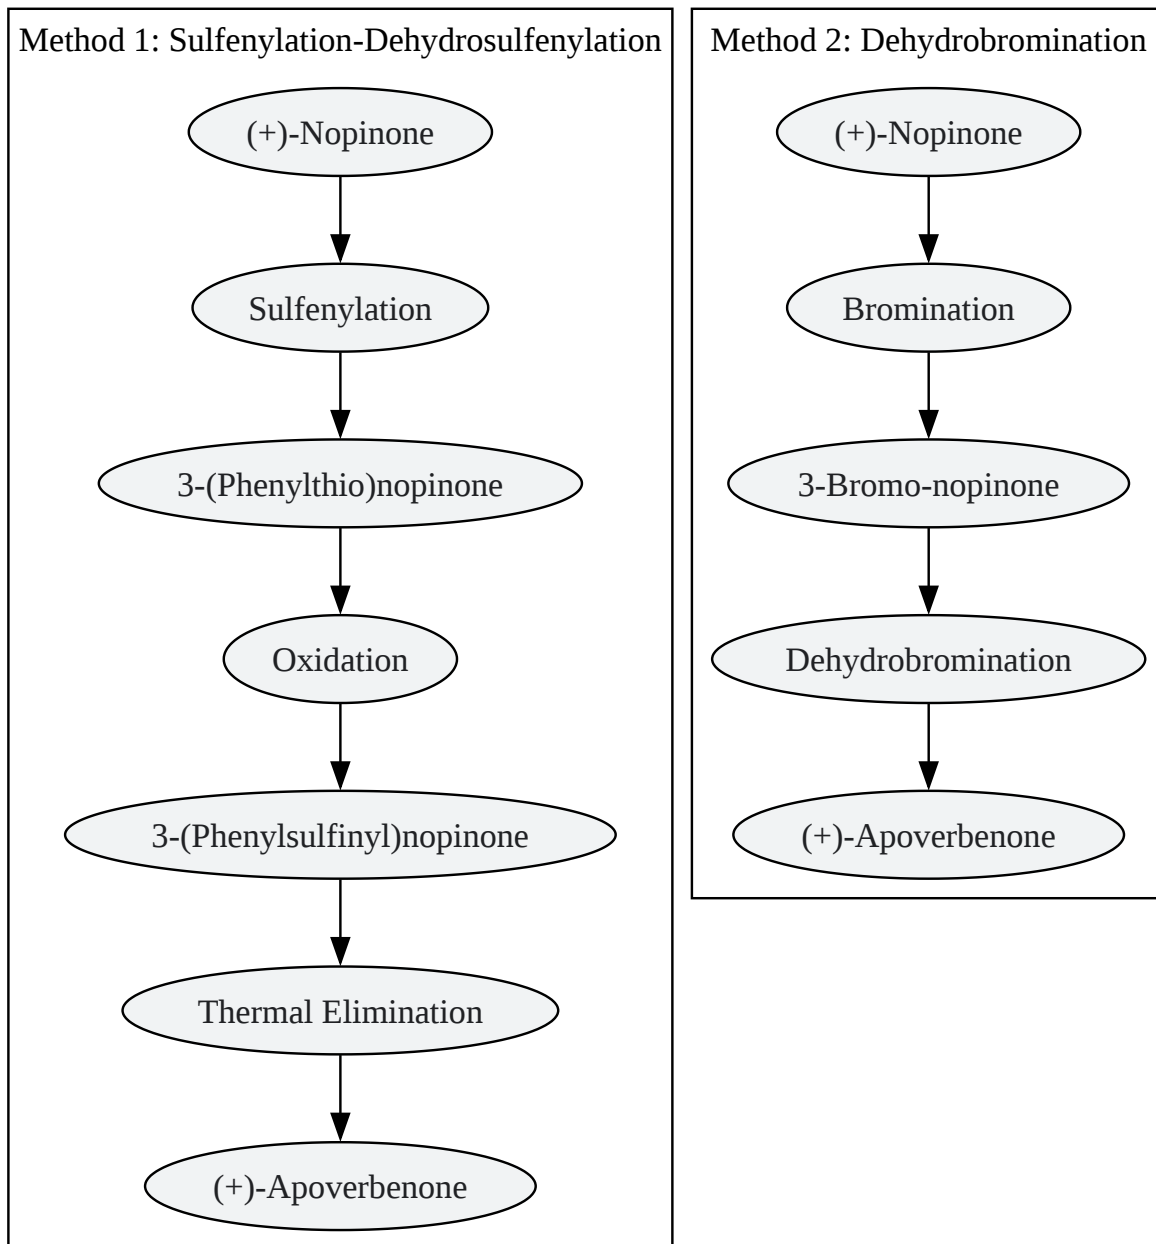 Method 1: Sulfenylation-Dehydrosulfenylation
(+)-Nopinone
Sulfenylation
3-(Phenylthio)nopinone
Oxidation
3-(Phenylsulfinyl)nopinone
Thermal Elimination
(+)-Apoverbenone
Method 2: Dehydrobromination
(+)-Nopinone
Bromination
3-Bromo-nopinone
Dehydrobromination
(+)-Apoverbenone